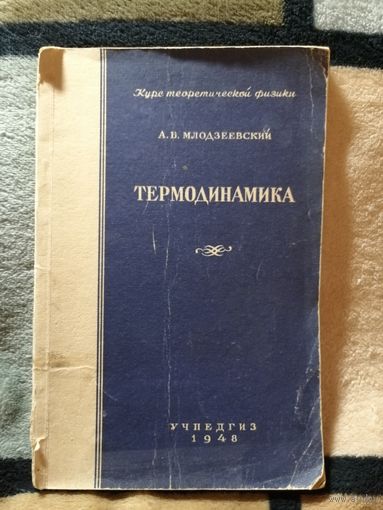 Курс теоретической физики
А. Б. МЛОДЗЕЕВСКИЙ
ТЕРМОДИНАМИКА
УЧПЕДГИЗ
1948